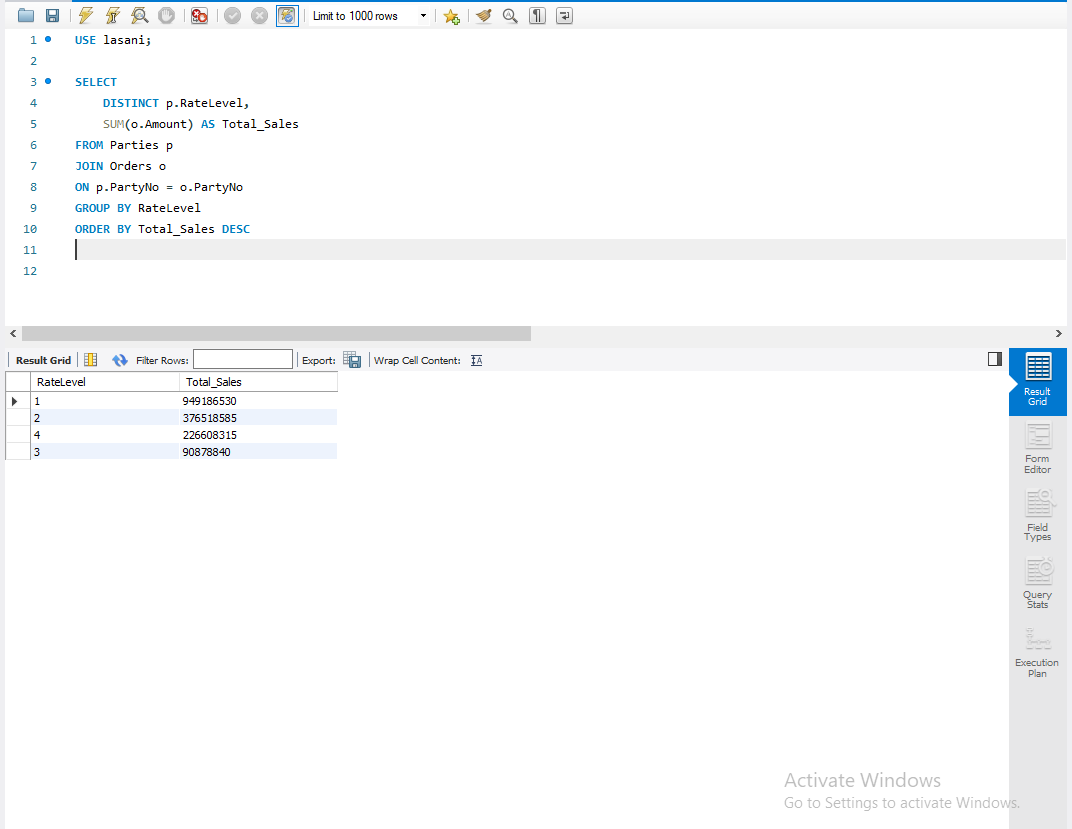 Limit to 1000 rows
1 USE lasani;
2
3 SELECT
4 DISTINCT p.RateLevel,
5 SUM(o.Amount) AS Total_Sales
6 FROM Parties p
7 JOIN Orders o
8 ON p.PartyNo = o.PartyNo
9 GROUP BY RateLevel
10 ORDER BY Total_Sales DESC
11
12
Result Grid Filter Rows: Export: Wrap Cell Content: IA
RateLevel Total_Sales
1 949186530
2 376518585
4 226608315
3 90878840
Result
Grid
Form
Editor
Field
Types
Query
Stats
Execution
Plan
Activate Windows
Go to Settings to activate Windows.